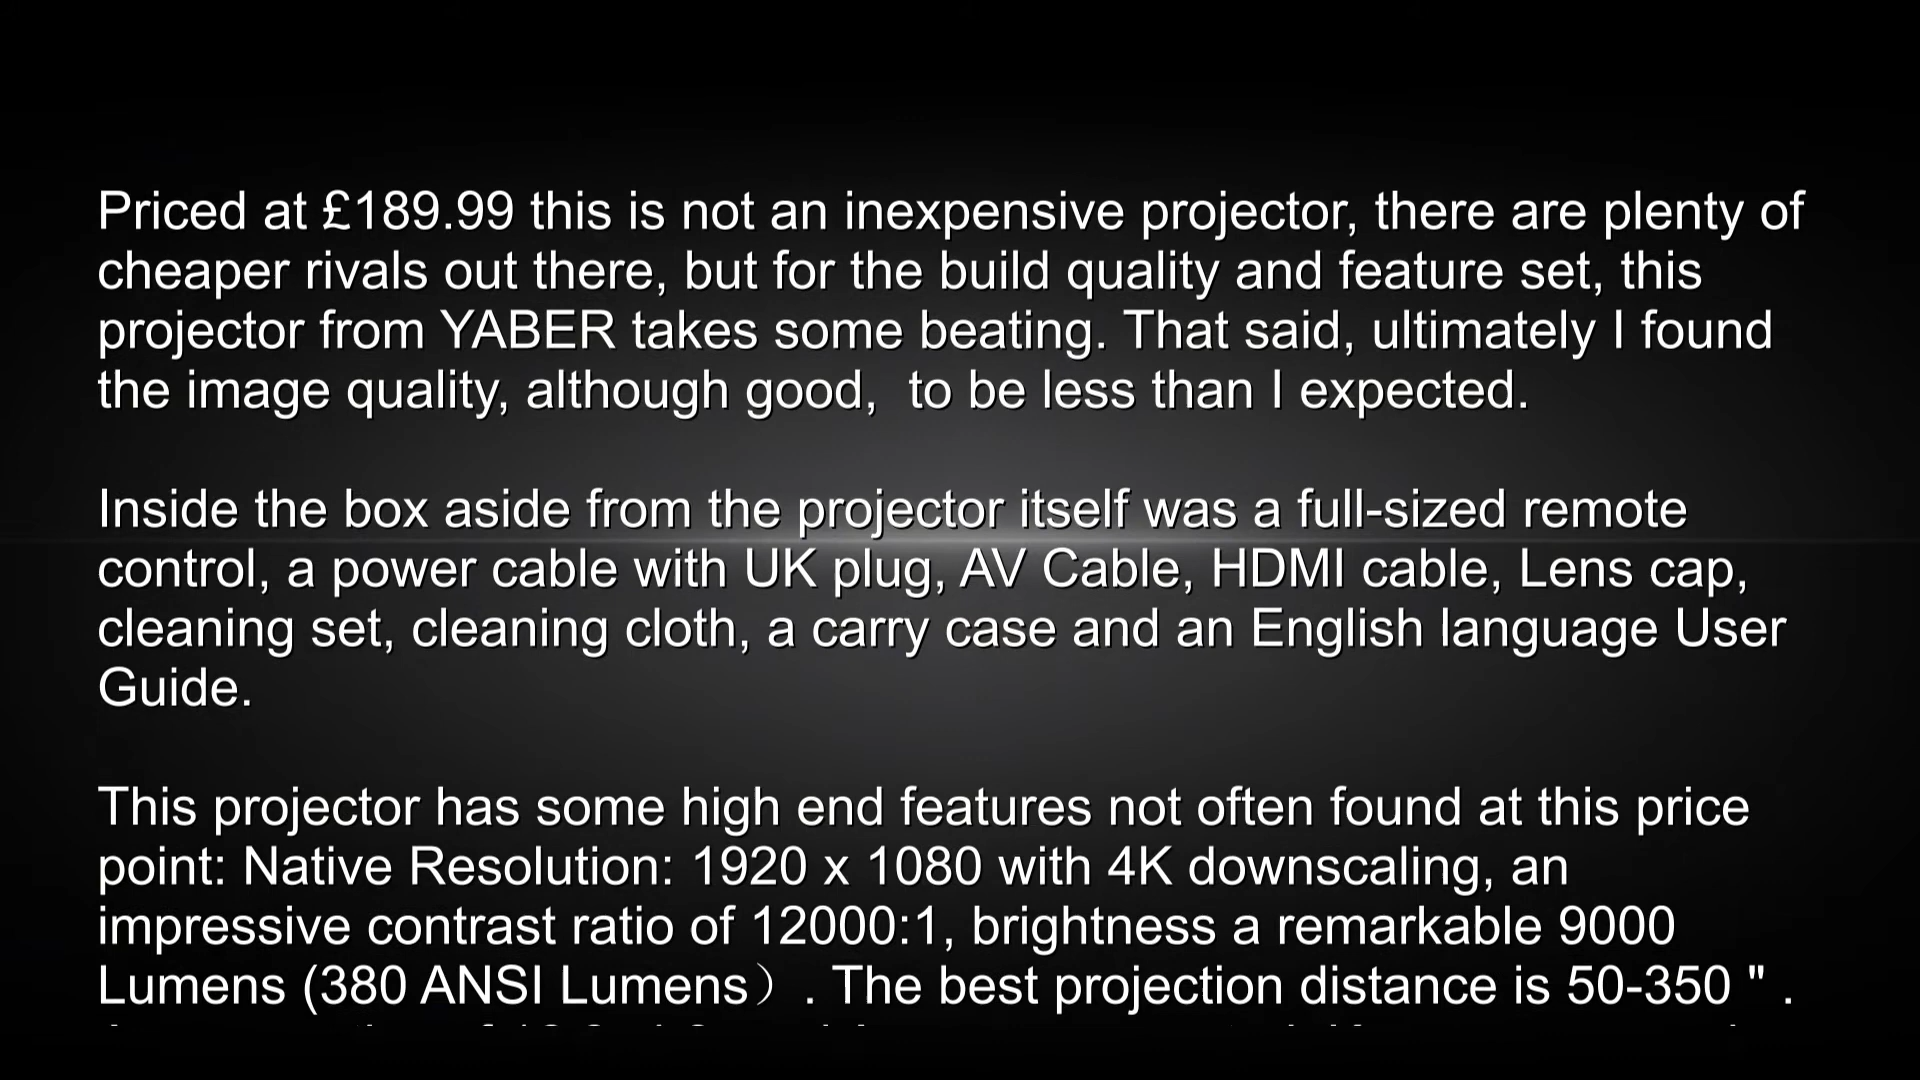 Priced at £189.99 this is not an inexpensive projector, there are plenty of
cheaper rivals out there, but for the build quality and feature set, this
projector from YABER takes some beating. That said, ultimately I found
the image quality, although good,  to be less than I expected.
Inside the box aside from the projector itself was a full-sized remote
control, a power cable with UK plug, AV Cable, HDMI cable, Lens cap,
cleaning set, cleaning cloth, a carry case and an English language User
Guide.
This projector has some high end features not often found at this price
point: Native Resolution: 1920 x 1080 with 4K downscaling, an
impressive contrast ratio of 12000:1, brightness a remarkable 9000
Lumens (380 ANSI Lumens） . The best projection distance is 50-350 " .